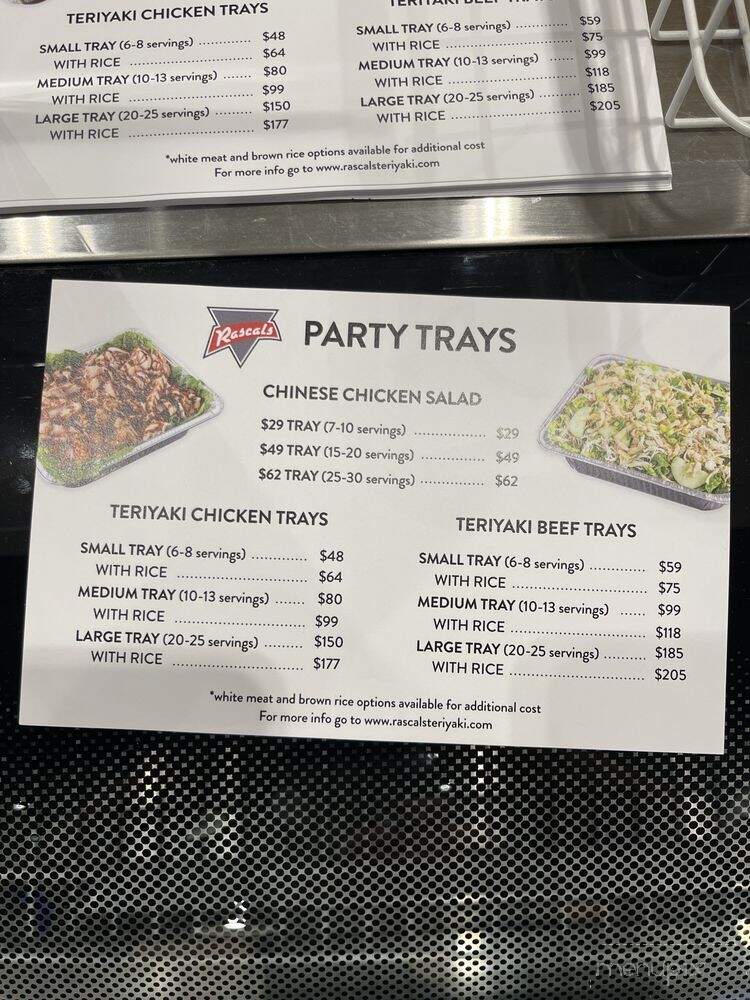 TERIYAKI CHICKEN TRAYS
SMALL TRAY (6-8 servings) ............. $48
WITH RICE ............................... $64
MEDIUM TRAY (10-13 servings) ....... $80
WITH RICE ............................... $99
LARGE TRAY (20-25 servings) ......... $150
WITH RICE ............................... $177
SMALL TRAY (6-8 servings) ............. $59
WITH RICE ............................... $75
MEDIUM TRAY (10-13 servings) ...... $99
WITH RICE ............................... $118
LARGE TRAY (20-25 servings) .......... $185
WITH RICE ............................... $205
*white meat and brown rice options available for additional cost
For more info go to www.rascalsteriyaki.com
Rascals
PARTY TRAYS
CHINESE CHICKEN SALAD
$29 TRAY (7-10 servings) ................. $29
$49 TRAY (15-20 servings) ............... $49
$62 TRAY (25-30 servings) ............... $62
TERIYAKI CHICKEN TRAYS
SMALL TRAY (6-8 servings) ............. $48
WITH RICE ............................... $64
MEDIUM TRAY (10-13 servings) ....... $80
WITH RICE ............................... $99
LARGE TRAY (20-25 servings) ......... $150
WITH RICE ............................... $177
TERIYAKI BEEF TRAYS
SMALL TRAY (6-8 servings) ............. $59
WITH RICE ............................... $75
MEDIUM TRAY (10-13 servings) ...... $99
WITH RICE ............................... $118
LARGE TRAY (20-25 servings) .......... $185
WITH RICE ............................... $205
*white meat and brown rice options available for additional cost
For more info go to www.rascalsteriyaki.com
menupix